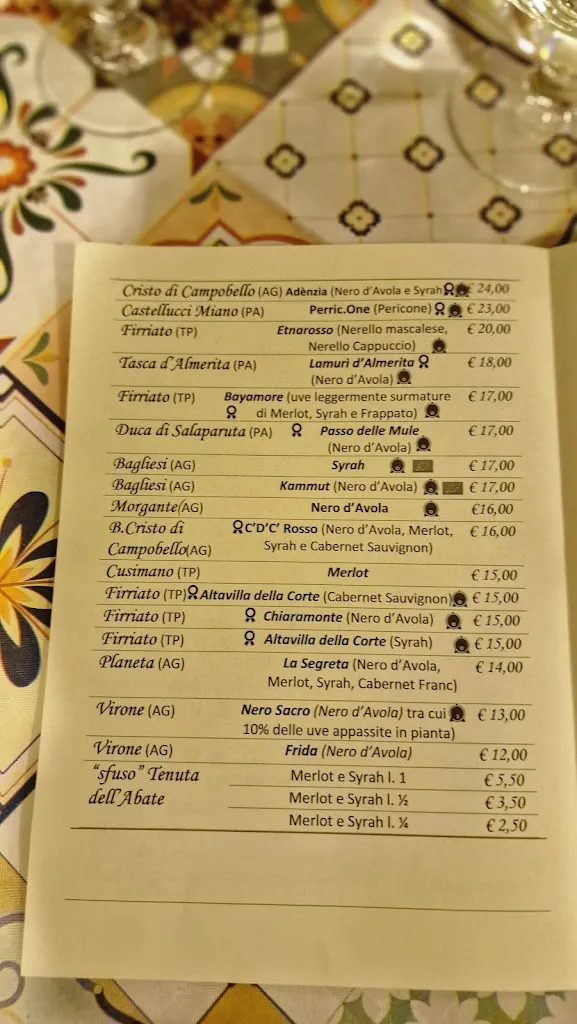 Cristo di Campobello (AG) Adènzia (Nero d'Avola e Syrah € 24,00
Castellucci Miano (PA) Perric.One (Pericone) € 23,00
Firriato (TP) Etnarosso (Nerello mascalese, € 20,00
Nerello Cappuccio)
Tasca d'Almerita (PA) Lamuri d'Almerita € 18,00
(Nero d'Avola)
Firriato (TP) Bayamore (uve leggermente surmature € 17,00
di Merlot, Syrah e Frappato)
Duca di Salaparuta (PA) Passo delle Mule € 17,00
(Nero d'Avola)
Bagliesi (AG) Syrah € 17,00
Bagliesi (AG) Kammut (Nero d'Avola) € 17,00
Morgante(AG) Nero d'Avola €16,00
B.Cristo di C'D'C' Rosso (Nero d'Avola, Merlot, € 16,00
Campobello(AG) Syrah e Cabernet Sauvignon)
Cusimano (TP) Merlot € 15,00
Firriato (TP) Altavilla della Corte (Cabernet Sauvignon) € 15,00
Firriato (TP) Chiaramonte (Nero d'Avola) € 15,00
Firriato (TP) Altavilla della Corte (Syrah) € 15,00
Planeta (AG) La Segreta (Nero d'Avola, € 14,00
Merlot, Syrah, Cabernet Franc)
Virone (AG) Nero Sacro (Nero d'Avola) tra cui € 13,00
10% delle uve appassite in pianta)
Virone (AG) Frida (Nero d'Avola) € 12,00
"sfuso" Tenuta Merlot e Syrah l. 1 € 5,50
dell'Abate Merlot e Syrah l. ½ € 3,50
Merlot e Syrah l. ¼ € 2,50